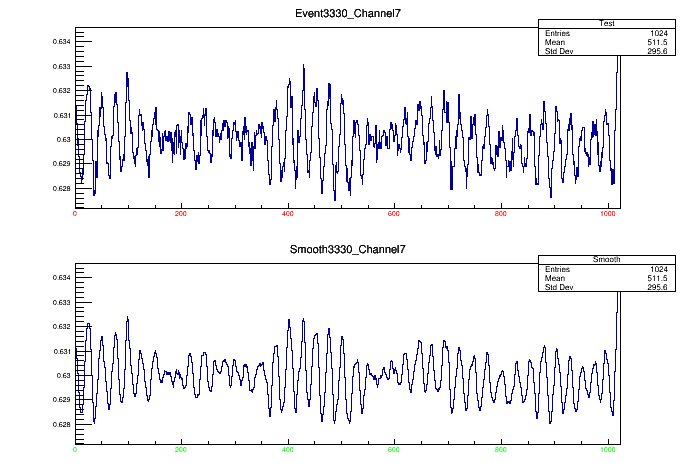 Event3330_Channel7
Test
Entries 1024
Mean 511.5
Std Dev 295.6
0.634
0.633
0.632
0.631
0.63
0.629
0.628
0 200 400 600 800 1000
Smooth3330_Channel7
Smooth
Entries 1024
Mean 511.5
Std Dev 295.6
0.634
0.633
0.632
0.631
0.63
0.629
0.628
0 200 400 600 800 1000